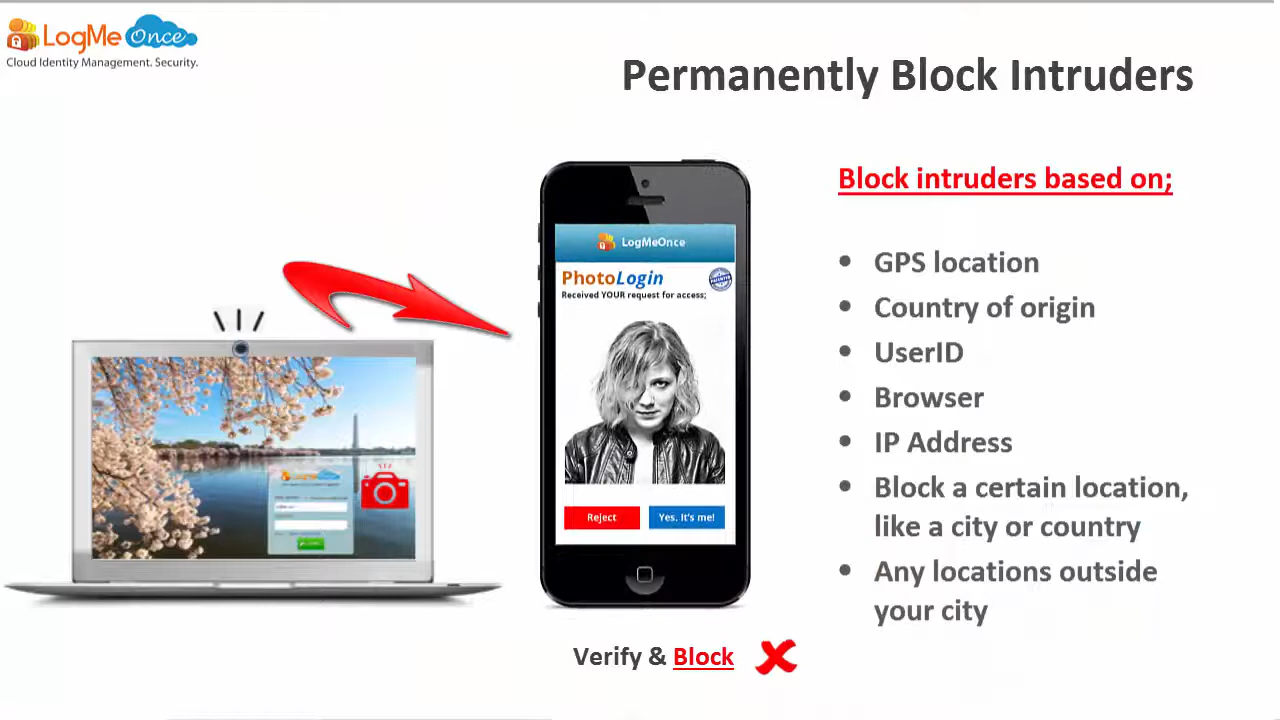 LogMeOnce
Cloud Identity Management. Security.
Permanently Block Intruders
Block intruders based on;
• GPS location
• Country of origin
• UserID
• Browser
• IP Address
• Block a certain location,
like a city or country
• Any locations outside
your city
LogMeOnce
PhotoLogin
Received YOUR request for access;
Reject
Yes. It's me!
LogMeOnce
Verify & Block